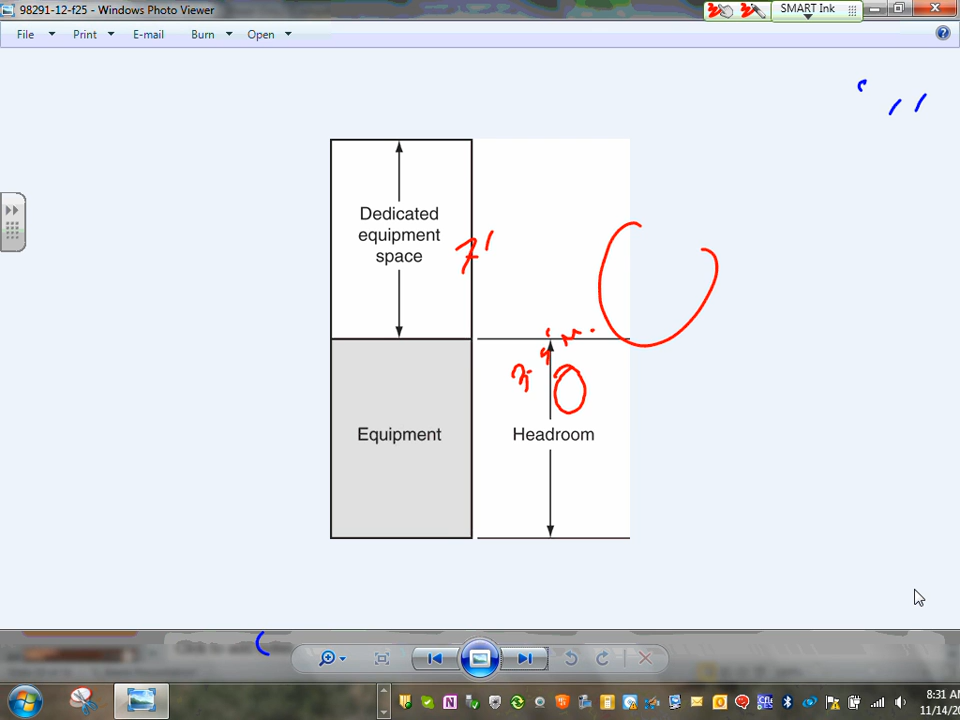 98291-12-f25 - Windows Photo Viewer
SMART Ink
File Print E-mail Burn Open
Dedicated
equipment
space
7'
Equipment
Headroom
8:31 A
11/14/20